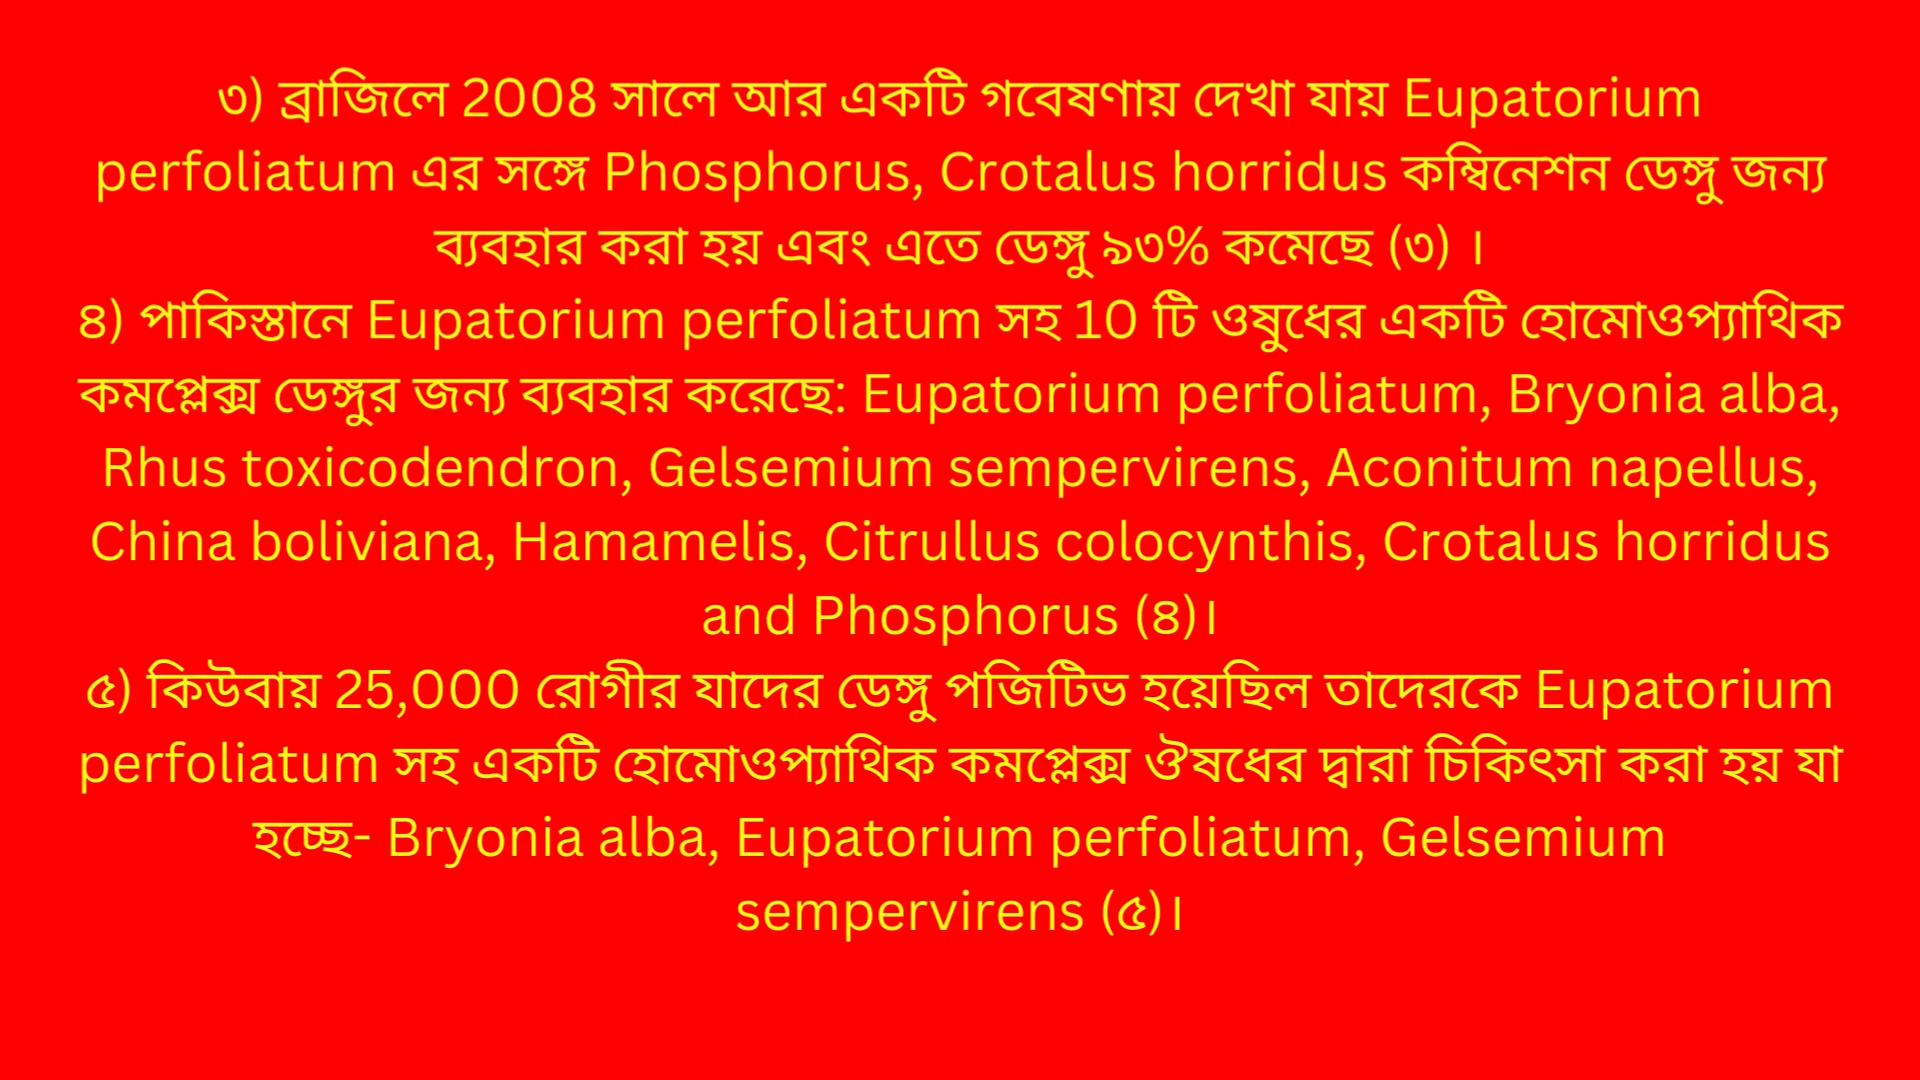 ৩) ব্রাজিলে 2008 সালে আর একটি গবেষণায় দেখা যায় Eupatorium
perfoliatum এর সঙ্গে Phosphorus, Crotalus horridus কম্বিনেশন ডেঙ্গু জন্য
ব্যবহার করা হয় এবং এতে ডেঙ্গু ৯৩% কমেছে (৩) ।
৪) পাকিস্তানে Eupatorium perfoliatum সহ 10 টি ওষুধের একটি হোমোওপ্যাথিক
কমপ্লেক্স ডেঙ্গুর জন্য ব্যবহার করেছে: Eupatorium perfoliatum, Bryonia alba,
Rhus toxicodendron, Gelsemium sempervirens, Aconitum napellus,
China boliviana, Hamamelis, Citrullus colocynthis, Crotalus horridus
and Phosphorus (৪)।
৫) কিউবায় 25,000 রোগীর যাদের ডেঙ্গু পজিটিভ হয়েছিল তাদেরকে Eupatorium
perfoliatum সহ একটি হোমোওপ্যাথিক কমপ্লেক্স ঔষধের দ্বারা চিকিৎসা করা হয় যা
হচ্ছে- Bryonia alba, Eupatorium perfoliatum, Gelsemium
sempervirens (৫)।